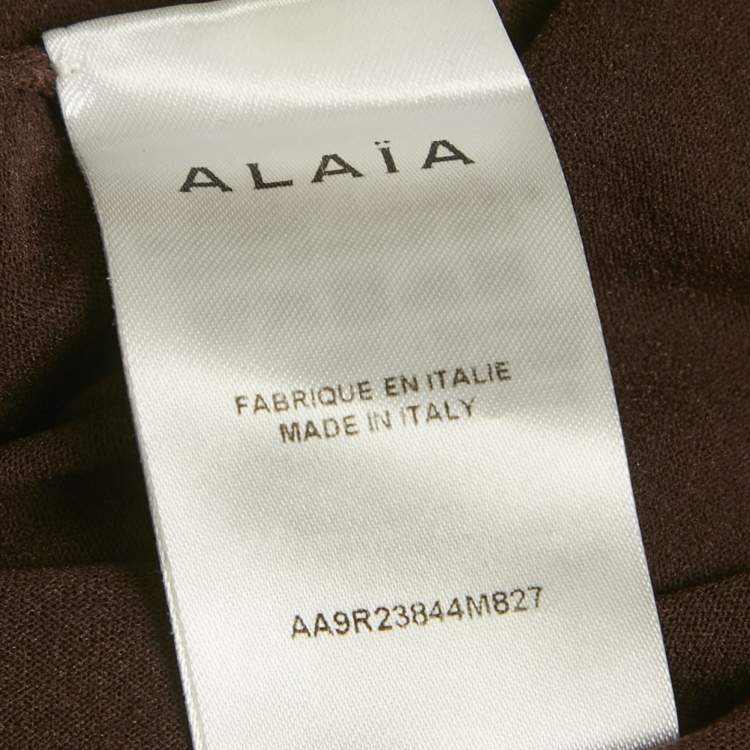 ALAÏA
FABRIQUE EN ITALIE
MADE IN ITALY
AA9R23844M827